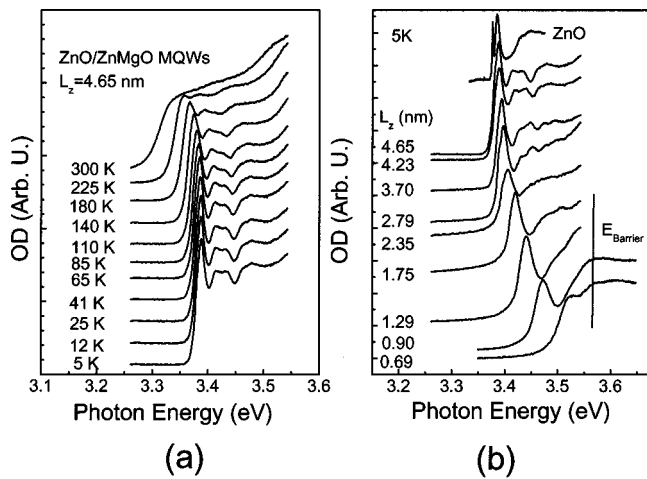 ZnO/ZnMgO MQWs
L_z=4.65 nm
300 K
225 K
180 K
140 K
110 K
85 K
65 K
41 K
25 K
12 K
5 K
OD (Arb. U.)
3.1 3.2 3.3 3.4 3.5 3.6
Photon Energy (eV)
(a)
5K
ZnO
L_z (nm)
4.65
4.23
3.70
2.79
2.35
1.75
1.29
0.90
0.69
E_Barrier
OD (Arb. U.)
3.2 3.3 3.4 3.5 3.6
Photon Energy (eV)
(b)